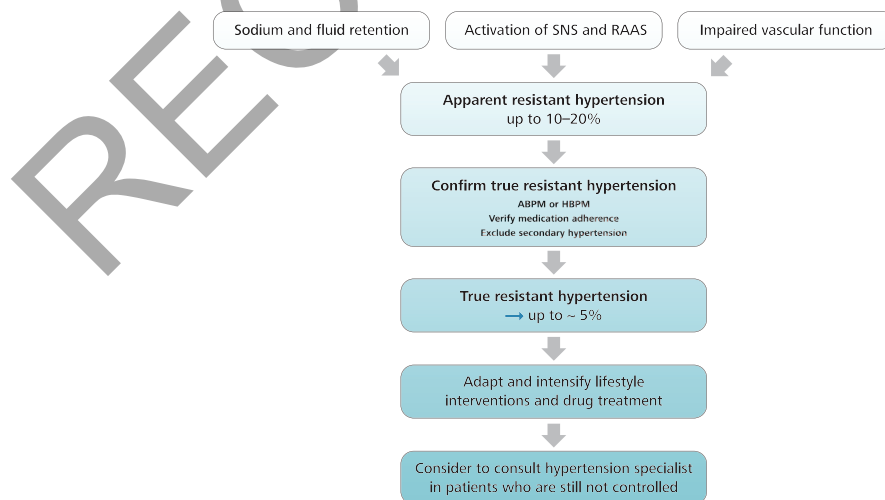 Sodium and fluid retention
Activation of SNS and RAAS
Impaired vascular function
Apparent resistant hypertension
up to 10–20%
Confirm true resistant hypertension
ABPM or HBPM
Verify medication adherence
Exclude secondary hypertension
True resistant hypertension
→ up to ~ 5%
Adapt and intensify lifestyle
interventions and drug treatment
Consider to consult hypertension specialist
in patients who are still not controlled